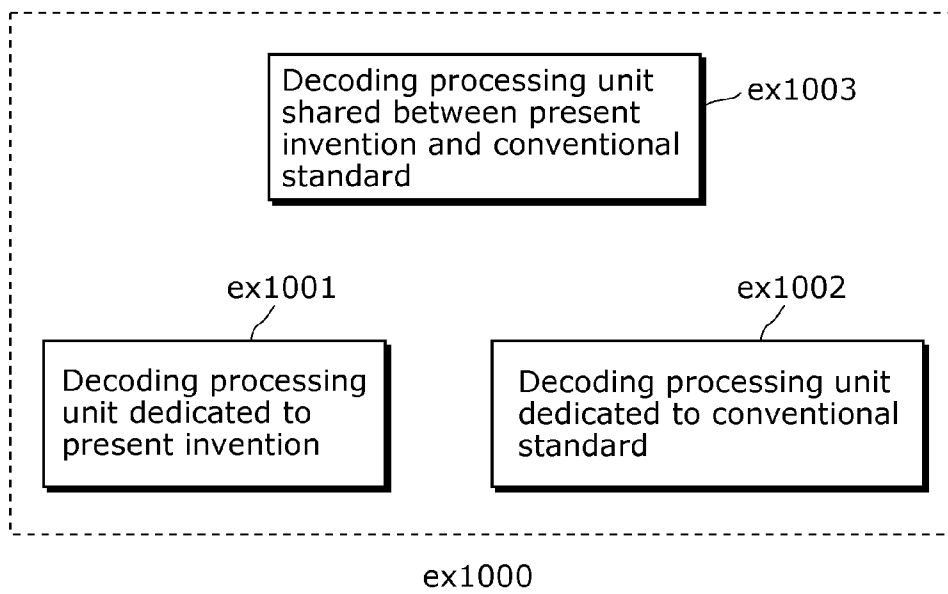 Decoding processing unit
shared between present
invention and conventional
standard
ex1003
ex1001
Decoding processing
unit dedicated to
present invention
ex1002
Decoding processing unit
dedicated to conventional
standard
ex1000